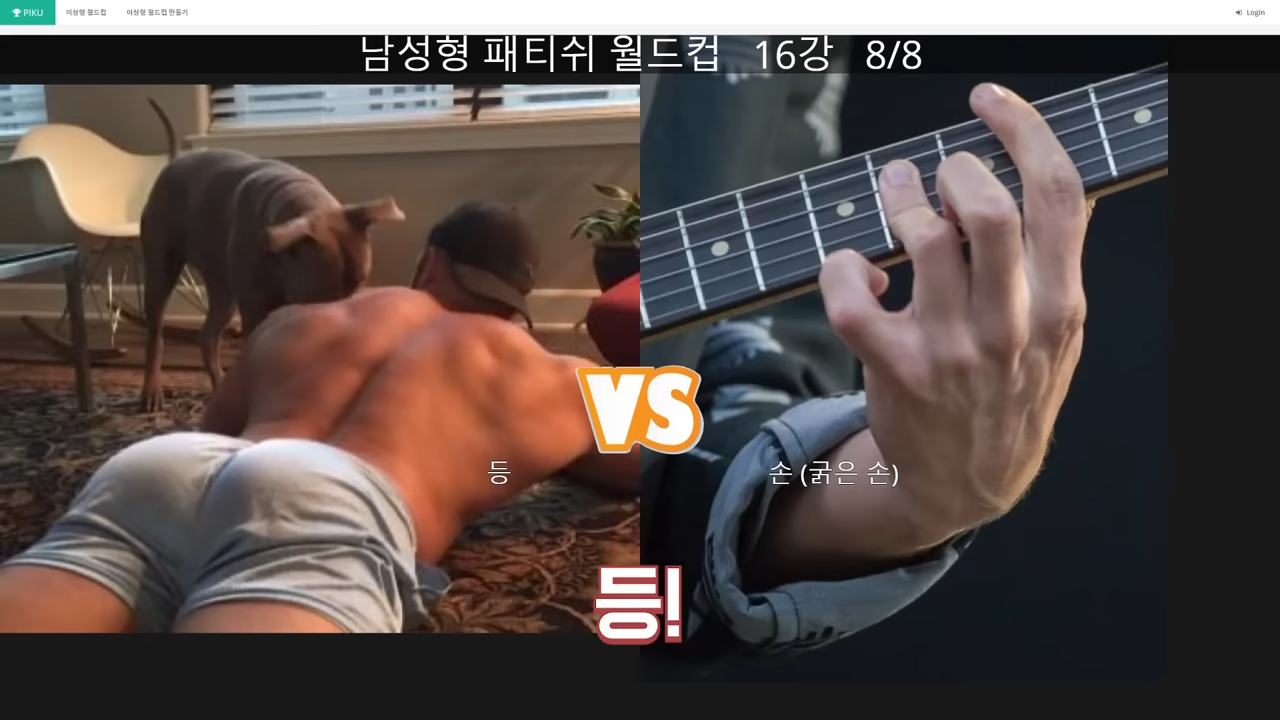 PIKU
이상형 월드컵
이상형 월드컵 만들기
Login
남성형 패티쉬 월드컵 16강 8/8
VS
등
손 (굵은 손)
등!